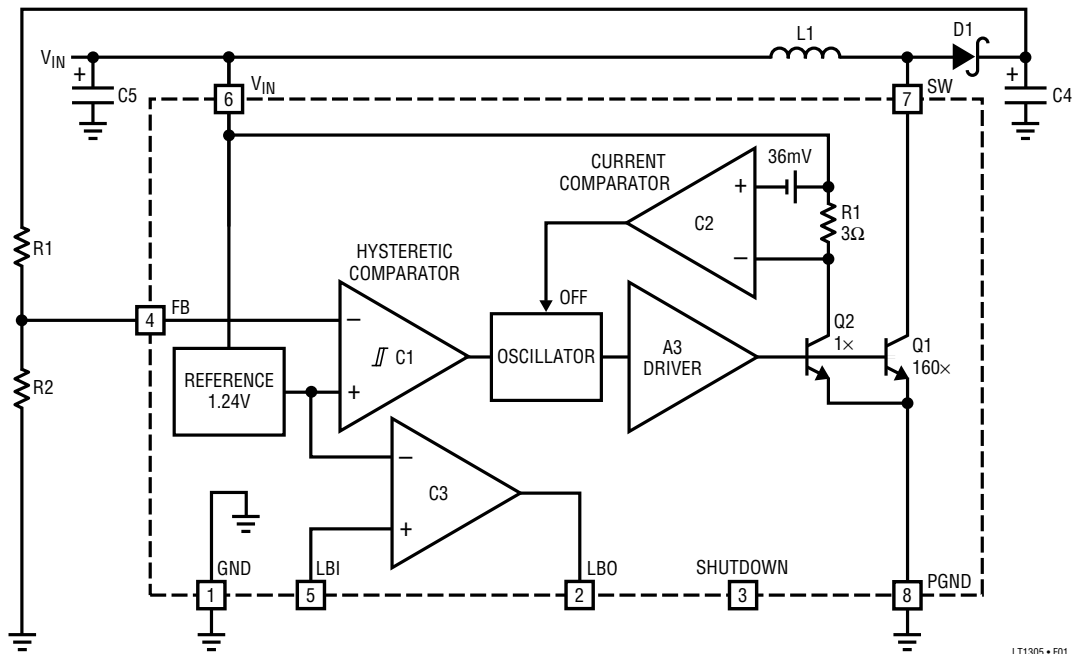 L1
D1
VIN
+
C5
6
VIN
7
SW
+
C4
CURRENT
COMPARATOR
36mV
+
C2
−
R1
3Ω
R1
HYSTERETIC
COMPARATOR
OFF
4
FB
−
C1
+
OSCILLATOR
A3
DRIVER
Q2
1×
Q1
160×
REFERENCE
1.24V
R2
−
C3
+
GND
1
LBI
5
LBO
2
SHUTDOWN
3
PGND
8
LT1305 • F01